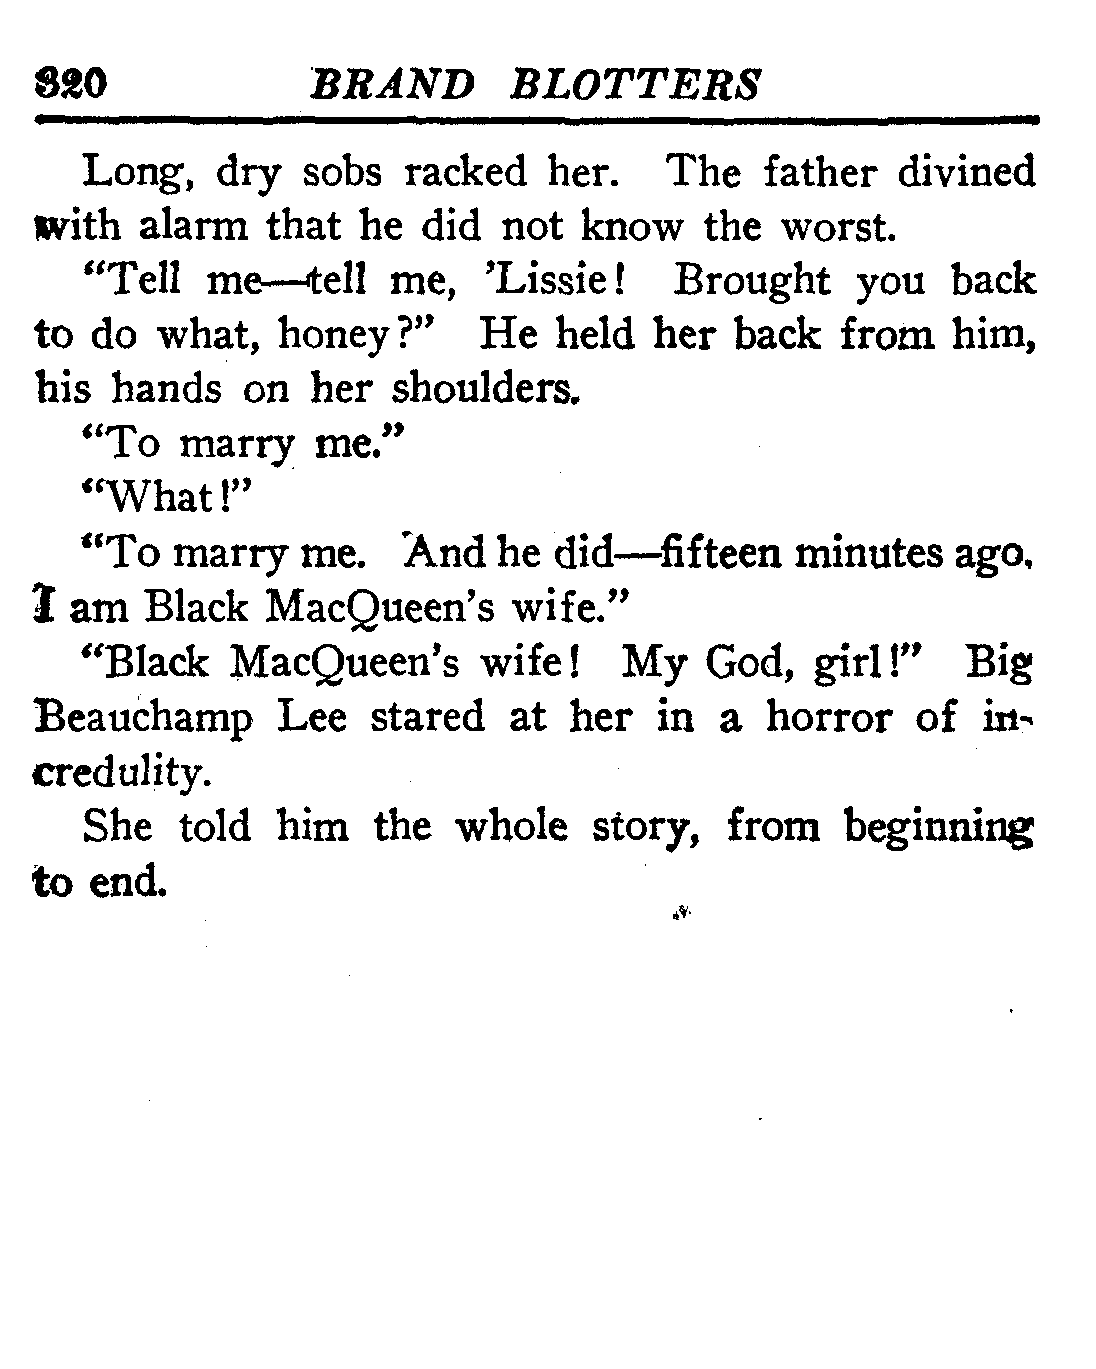 320 BRAND BLOTTERS
Long, dry sobs racked her. The father divined
with alarm that he did not know the worst.
“Tell me—tell me, ’Lissie! Brought you back
to do what, honey?” He held her back from him,
his hands on her shoulders.
“To marry me.”
“What!”
“To marry me. And he did—fifteen minutes ago.
I am Black MacQueen’s wife.”
“Black MacQueen’s wife! My God, girl!” Big
Beauchamp Lee stared at her in a horror of in-
credulity.
She told him the whole story, from beginning
to end.